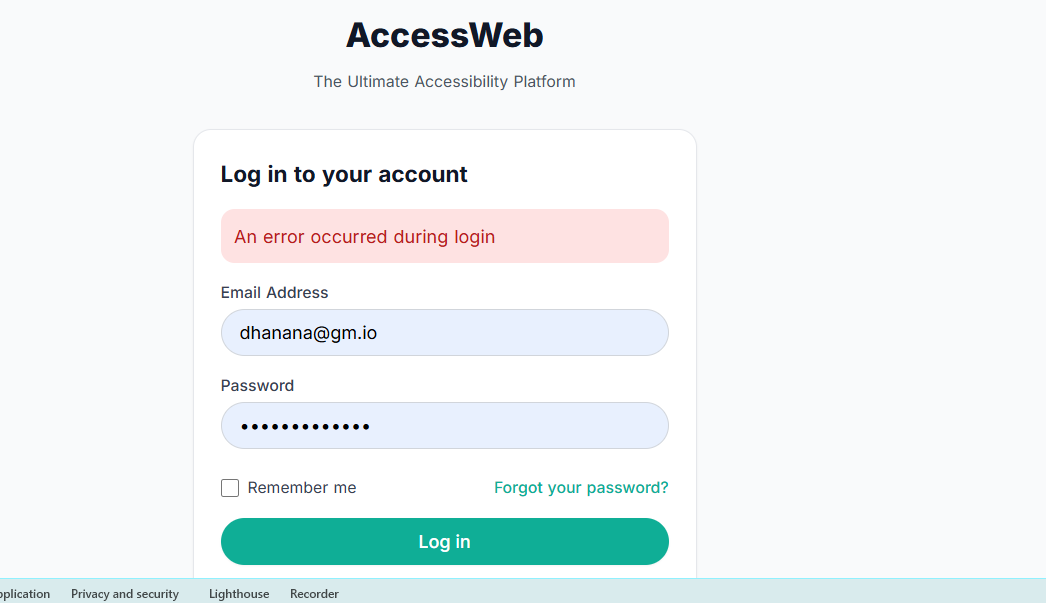 AccessWeb
The Ultimate Accessibility Platform
Log in to your account
An error occurred during login
Email Address
dhanana@gm.io
Password
•••••••••••••
Remember me Forgot your password?
Log in
pplication Privacy and security Lighthouse Recorder